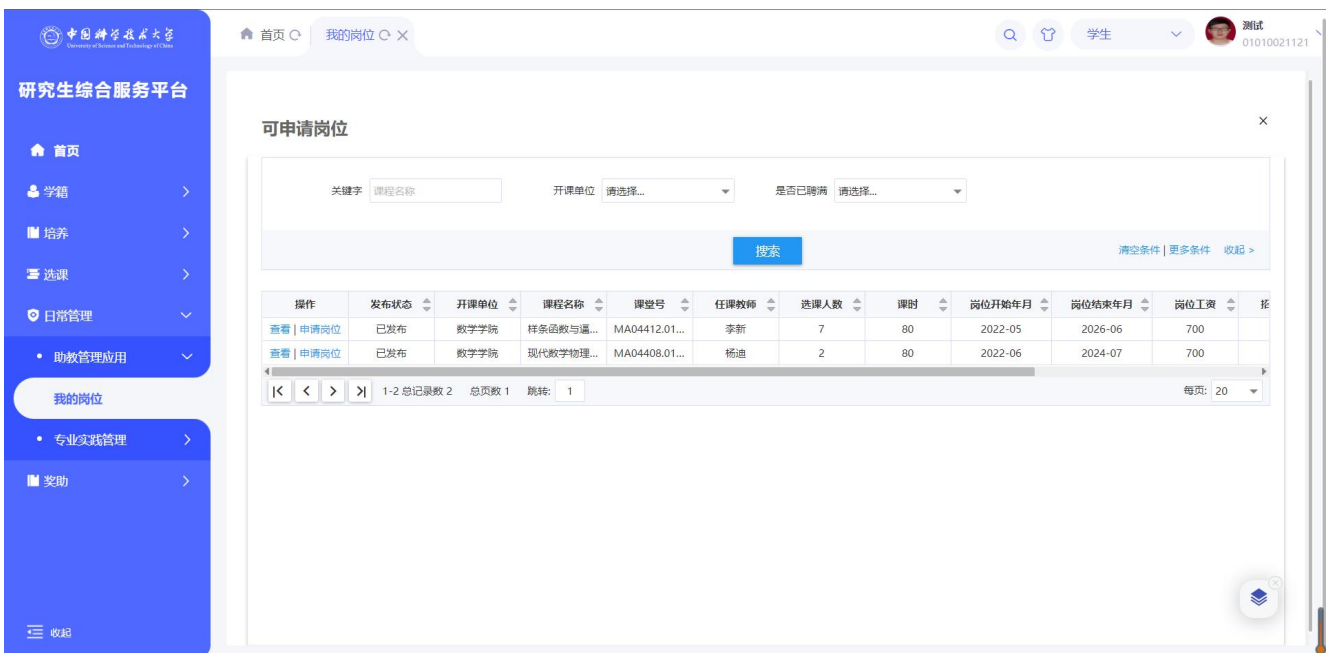 中国科学技术大学
University of Science and Technology of China
首页
我的岗位
学生
测试
01010021121
研究生综合服务平台
首页
学籍
培养
选课
日常管理
助教管理应用
我的岗位
专业实践管理
奖助
收起
可申请岗位
关键字 课程名称 开课单位 请选择... 是否已聘满 请选择...
搜索 清空条件 | 更多条件 收起 >
操作 发布状态 开课单位 课程名称 课堂号 任课教师 选课人数 课时 岗位开始年月 岗位结束年月 岗位工资 招
查看 | 申请岗位 已发布 数学学院 样条函数与逼... MA04412.01... 李新 7 80 2022-05 2026-06 700
查看 | 申请岗位 已发布 数学学院 现代数学物理... MA04408.01... 杨迪 2 80 2022-06 2024-07 700
1-2 总记录数 2 总页数 1 跳转: 1 每页: 20